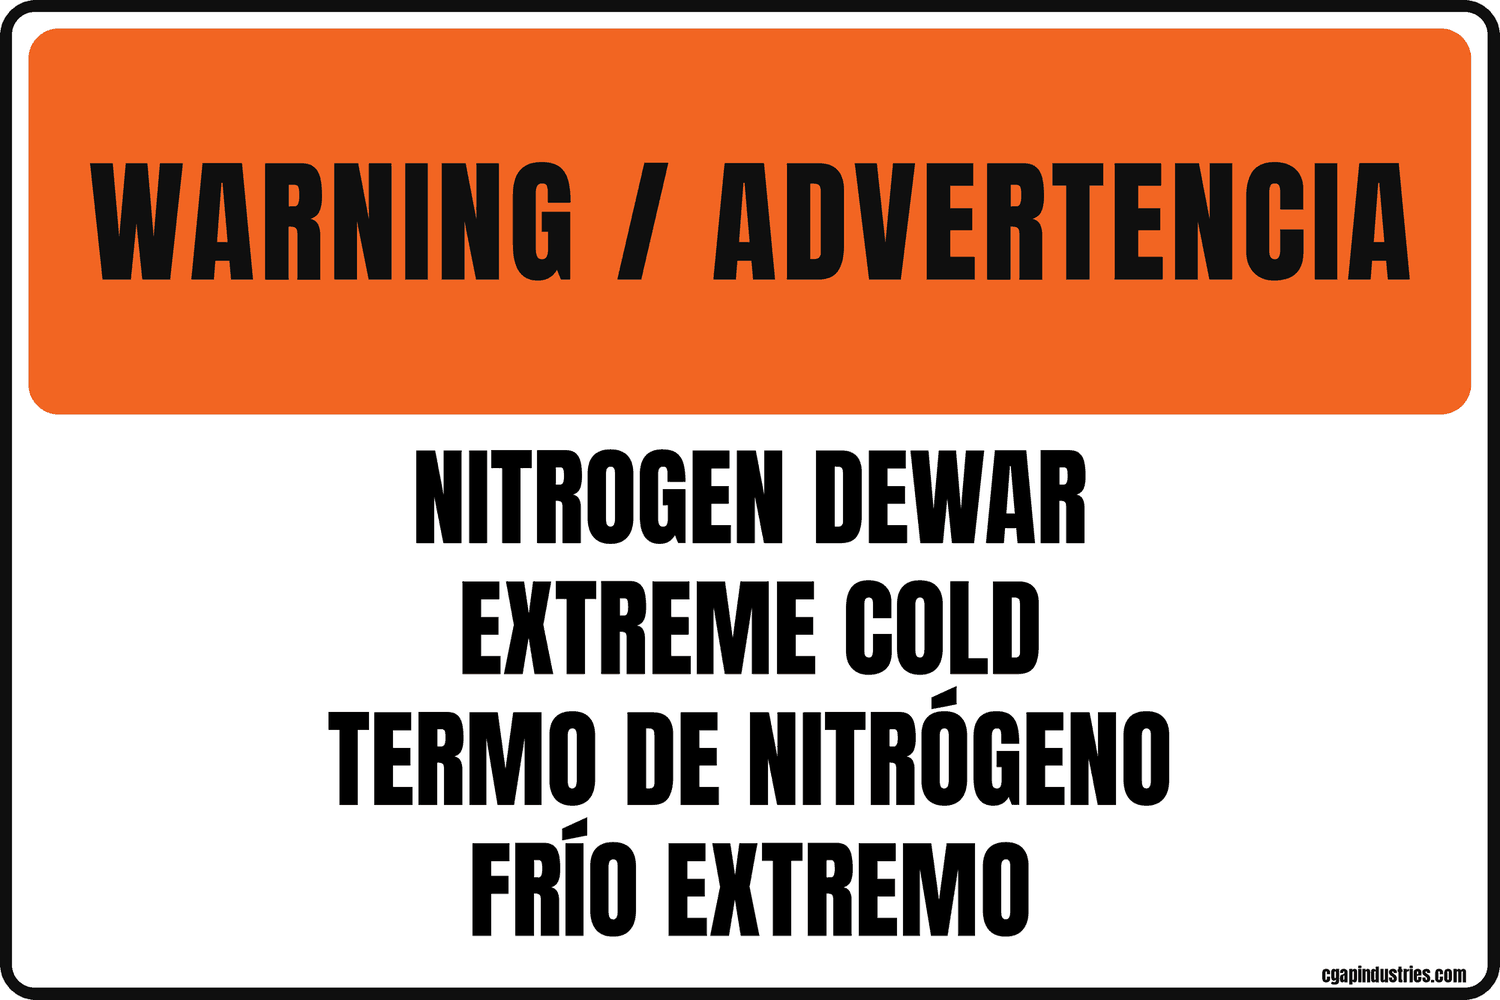 WARNING / ADVERTENCIA
NITROGEN DEWAR
EXTREME COLD
TERMO DE NITRÓGENO
FRÍO EXTREMO
cgapindustries.com